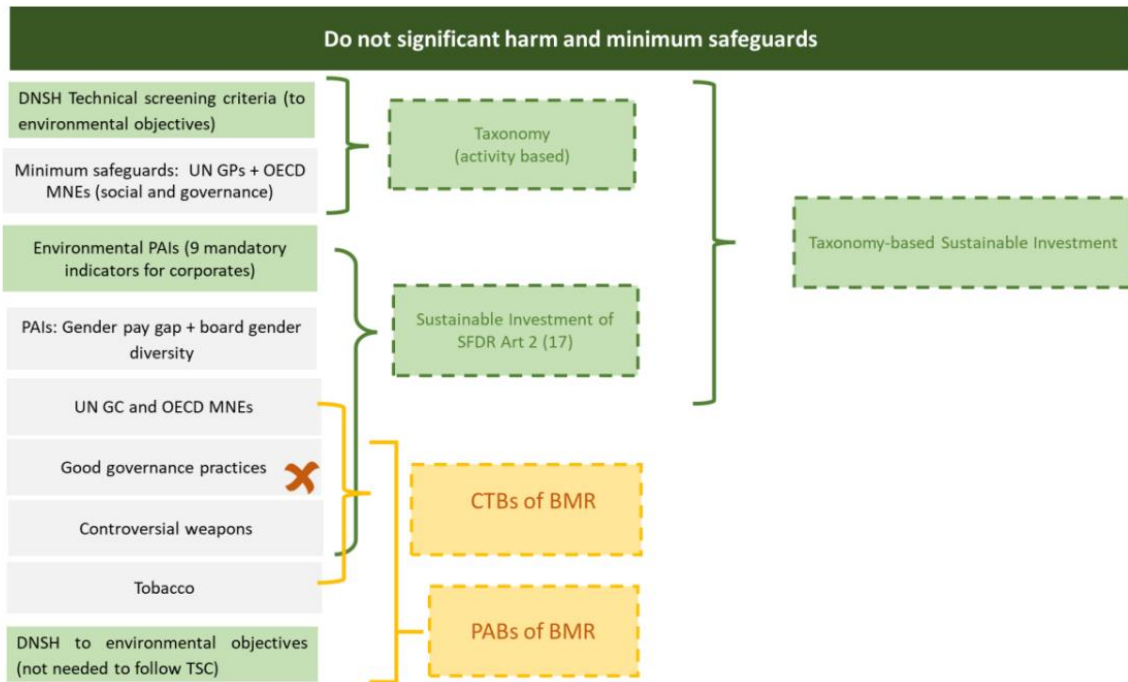 Do not significant harm and minimum safeguards
DNSH Technical screening criteria (to
environmental objectives)
Minimum safeguards: UN GPs + OECD
MNEs (social and governance)
Environmental PAIs (9 mandatory
indicators for corporates)
PAIs: Gender pay gap + board gender
diversity
UN GC and OECD MNEs
Good governance practices
Controversial weapons
Tobacco
DNSH to environmental objectives
(not needed to follow TSC)
Taxonomy
(activity based)
Sustainable Investment of
SFDR Art 2 (17)
CTBs of BMR
PABs of BMR
Taxonomy-based Sustainable Investment